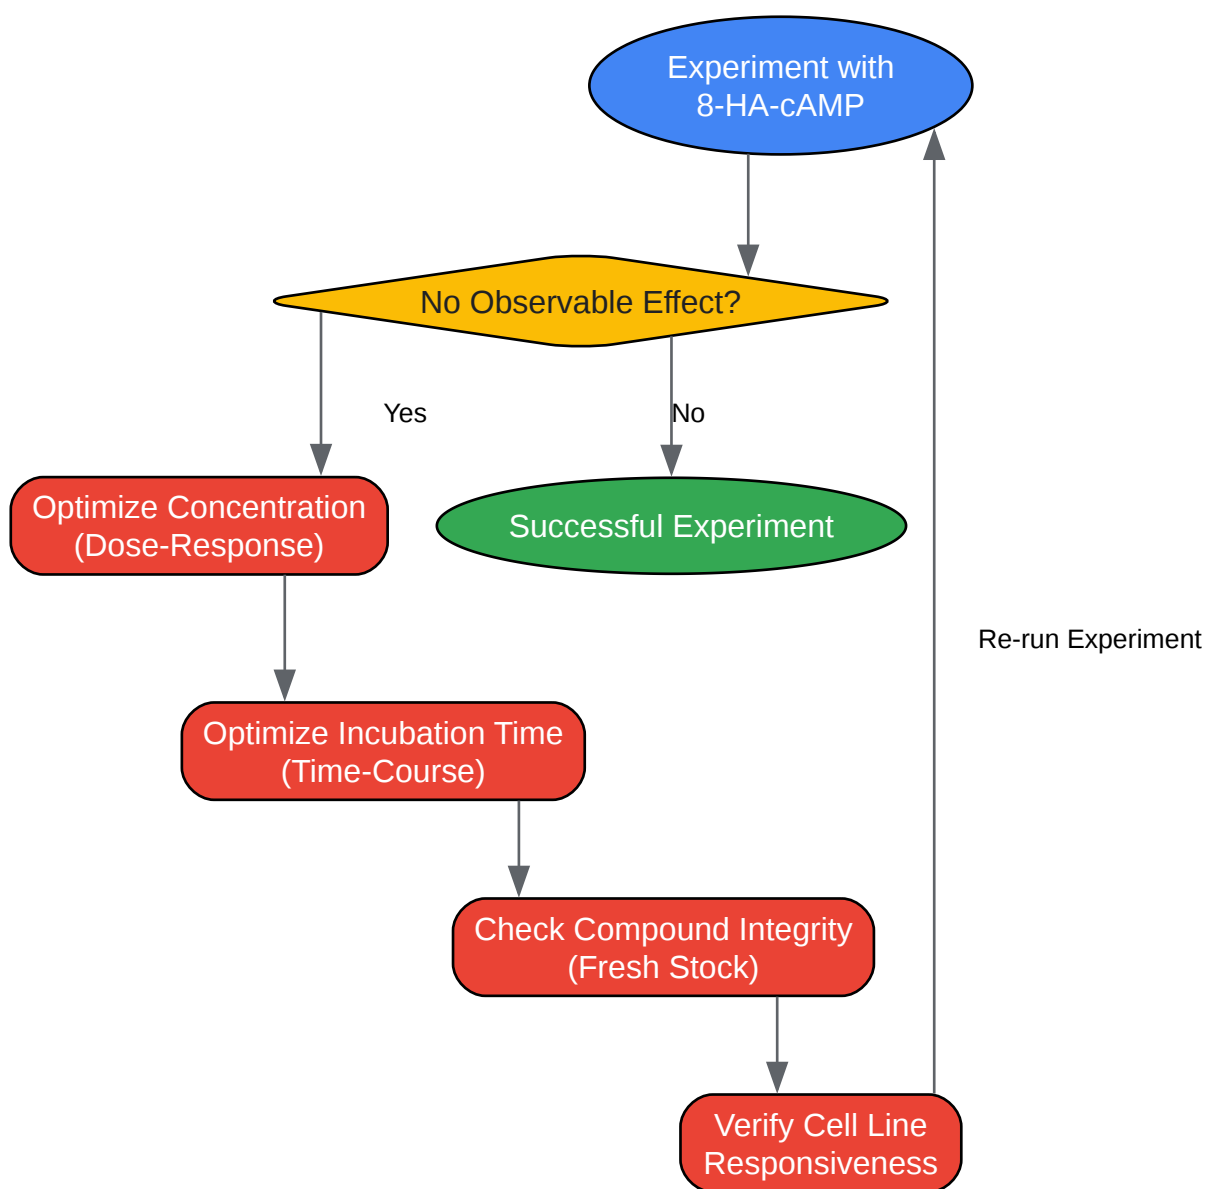 Experiment with
8-HA-cAMP
No Observable Effect?
Yes
No
Optimize Concentration
(Dose-Response)
Successful Experiment
Re-run Experiment
Optimize Incubation Time
(Time-Course)
Check Compound Integrity
(Fresh Stock)
Verify Cell Line
Responsiveness